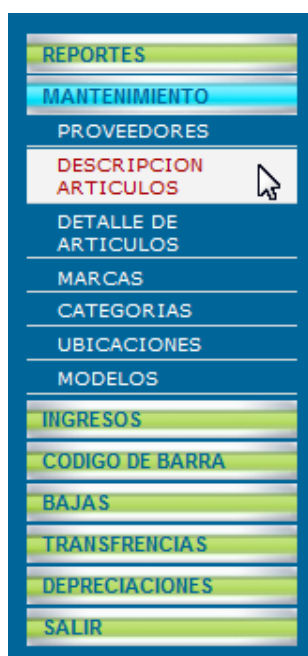 REPORTES
MANTENIMIENTO
PROVEEDORES
DESCRIPCION
ARTICULOS
DETALLE DE
ARTICULOS
MARCAS
CATEGORIAS
UBICACIONES
MODELOS
INGRESOS
CODIGO DE BARRA
BAJAS
TRANSFRENCIAS
DEPRECIACIONES
SALIR